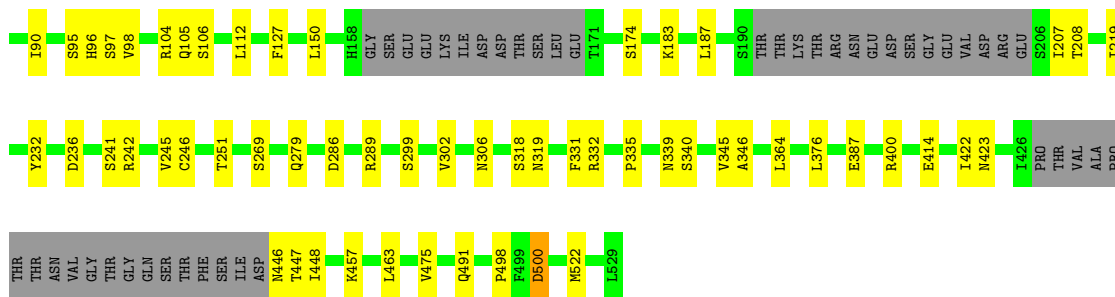 I90 S95 H96 S97 V98 R104 Q105 S106 L112 F127 L150 H158 GLY SER GLU GLU LYS ILE ASP ASP THR SER LEU GLU T171 S174 K183 L187 S190 THR THR LYS THR ARG ASN GLU ASP SER GLY GLU VAL ASP ARG GLU S206 I207 T208
Y232 D236 S241 R242 V245 C246 T251 S269 Q279 D286 R289 S299 V302 N306 S318 N319 F331 R332 P335 N339 S340 V345 A346 L364 L376 E387 R400 E414 I422 N423 I426 PRO THR VAL ALA PRO
THR THR ASN VAL GLY THR GLY GLN SER THR PHE SER ILE ASP N446 T447 I448 K457 L463 V475 Q491 P498 F499 D500 M522 L529